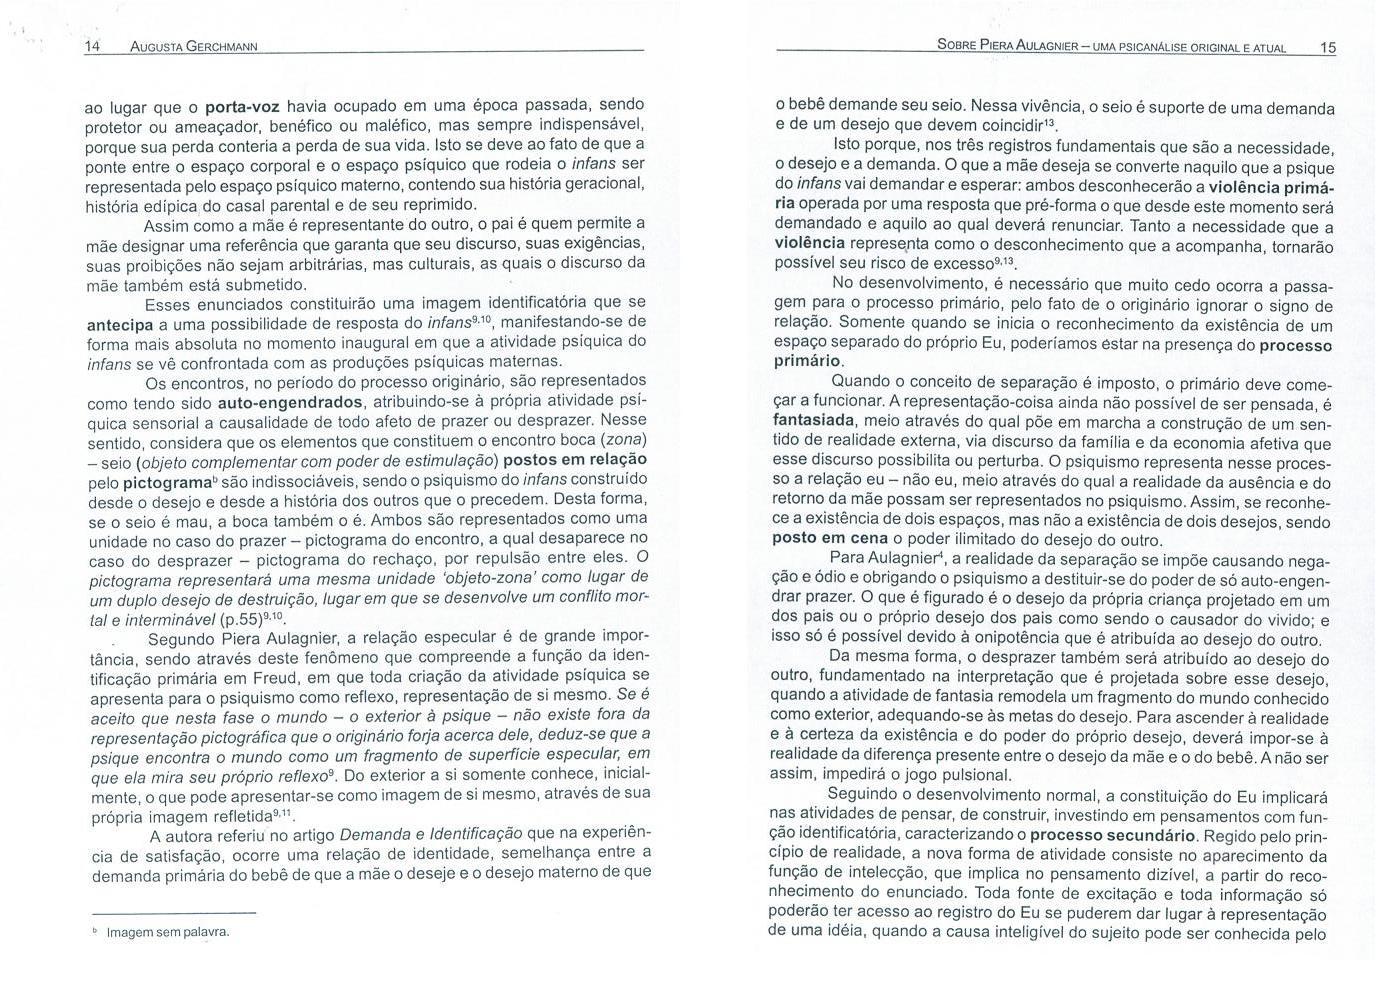 14 AUGUSTA GERCHMANN
ao lugar que o porta-voz havia ocupado em uma época passada, sendo
protetor ou ameaçador, benéfico ou maléfico, mas sempre indispensável,
porque sua perda conteria a perda de sua vida. Isto se deve ao fato de que a
ponte entre o espaço corporal e o espaço psíquico que rodeia o infans ser
representada pelo espaço psíquico materno, contendo sua história geracional,
história edípica do casal parental e de seu reprimido.
Assim como a mãe é representante do outro, o pai é quem permite a
mãe designar uma referência que garanta que seu discurso, suas exigências,
suas proibições não sejam arbitrárias, mas culturais, as quais o discurso da
mãe também está submetido.
Esses enunciados constituirão uma imagem identificatória que se
antecipa a uma possibilidade de resposta do infans9,10, manifestando-se de
forma mais absoluta no momento inaugural em que a atividade psíquica do
infans se vê confrontada com as produções psíquicas maternas.
Os encontros, no período do processo originário, são representados
como tendo sido auto-engendrados, atribuindo-se à própria atividade psí-
quica sensorial a causalidade de todo afeto de prazer ou desprazer. Nesse
sentido, considera que os elementos que constituem o encontro boca (zona)
– seio (objeto complementar com poder de estimulação) postos em relação
pelo pictogramab são indissociáveis, sendo o psiquismo do infans construído
desde o desejo e desde a história dos outros que o precedem. Desta forma,
se o seio é mau, a boca também o é. Ambos são representados como uma
unidade no caso do prazer – pictograma do encontro, a qual desaparece no
caso do desprazer – pictograma do rechaço, por repulsão entre eles. O
pictograma representará uma mesma unidade ‘objeto-zona’ como lugar de
um duplo desejo de destruição, lugar em que se desenvolve um conflito mor-
tal e interminável (p.55)9,10.
Segundo Piera Aulagnier, a relação especular é de grande impor-
tância, sendo através deste fenômeno que compreende a função da iden-
tificação primária em Freud, em que toda criação da atividade psíquica se
apresenta para o psiquismo como reflexo, representação de si mesmo. Se é
aceito que nesta fase o mundo – o exterior à psique – não existe fora da
representação pictográfica que o originário forja acerca dele, deduz-se que a
psique encontra o mundo como um fragmento de superfície especular, em
que ela mira seu próprio reflexo9. Do exterior a si somente conhece, inicial-
mente, o que pode apresentar-se como imagem de si mesmo, através de sua
própria imagem refletida9,11.
A autora referiu no artigo Demanda e Identificação que na experiên-
cia de satisfação, ocorre uma relação de identidade, semelhança entre a
demanda primária do bebê de que a mãe o deseje e o desejo materno de que
b Imagem sem palavra.
SOBRE PIERA AULAGNIER – UMA PSICANÁLISE ORIGINAL E ATUAL 15
o bebê demande seu seio. Nessa vivência, o seio é suporte de uma demanda
e de um desejo que devem coincidir13.
Isto porque, nos três registros fundamentais que são a necessidade,
o desejo e a demanda. O que a mãe deseja se converte naquilo que a psique
do infans vai demandar e esperar: ambos desconhecerão a violência primá-
ria operada por uma resposta que pré-forma o que desde este momento será
demandado e aquilo ao qual deverá renunciar. Tanto a necessidade que a
violência representa como o desconhecimento que a acompanha, tornarão
possível seu risco de excesso9,13.
No desenvolvimento, é necessário que muito cedo ocorra a passa-
gem para o processo primário, pelo fato de o originário ignorar o signo de
relação. Somente quando se inicia o reconhecimento da existência de um
espaço separado do próprio Eu, poderíamos estar na presença do processo
primário.
Quando o conceito de separação é imposto, o primário deve come-
çar a funcionar. A representação-coisa ainda não possível de ser pensada, é
fantasiada, meio através do qual põe em marcha a construção de um sen-
tido de realidade externa, via discurso da família e da economia afetiva que
esse discurso possibilita ou perturba. O psiquismo representa nesse proces-
so a relação eu – não eu, meio através do qual a realidade da ausência e do
retorno da mãe possam ser representados no psiquismo. Assim, se reconhe-
ce a existência de dois espaços, mas não a existência de dois desejos, sendo
posto em cena o poder ilimitado do desejo do outro.
Para Aulagnier4, a realidade da separação se impõe causando nega-
ção e ódio e obrigando o psiquismo a destituir-se do poder de só auto-engen-
drar prazer. O que é figurado é o desejo da própria criança projetado em um
dos pais ou o próprio desejo dos pais como sendo o causador do vivido; e
isso só é possível devido à onipotência que é atribuída ao desejo do outro.
Da mesma forma, o desprazer também será atribuído ao desejo do
outro, fundamentado na interpretação que é projetada sobre esse desejo,
quando a atividade de fantasia remodela um fragmento do mundo conhecido
como exterior, adequando-se às metas do desejo. Para ascender à realidade
e à certeza da existência e do poder do próprio desejo, deverá impor-se à
realidade da diferença presente entre o desejo da mãe e o do bebê. A não ser
assim, impedirá o jogo pulsional.
Seguindo o desenvolvimento normal, a constituição do Eu implicará
nas atividades de pensar, de construir, investindo em pensamentos com fun-
ção identificatória, caracterizando o processo secundário. Regido pelo prin-
cípio de realidade, a nova forma de atividade consiste no aparecimento da
função de intelecção, que implica no pensamento dizível, a partir do reco-
nhecimento do enunciado. Toda fonte de excitação e toda informação só
poderão ter acesso ao registro do Eu se puderem dar lugar à representação
de uma idéia, quando a causa inteligível do sujeito pode ser conhecida pelo